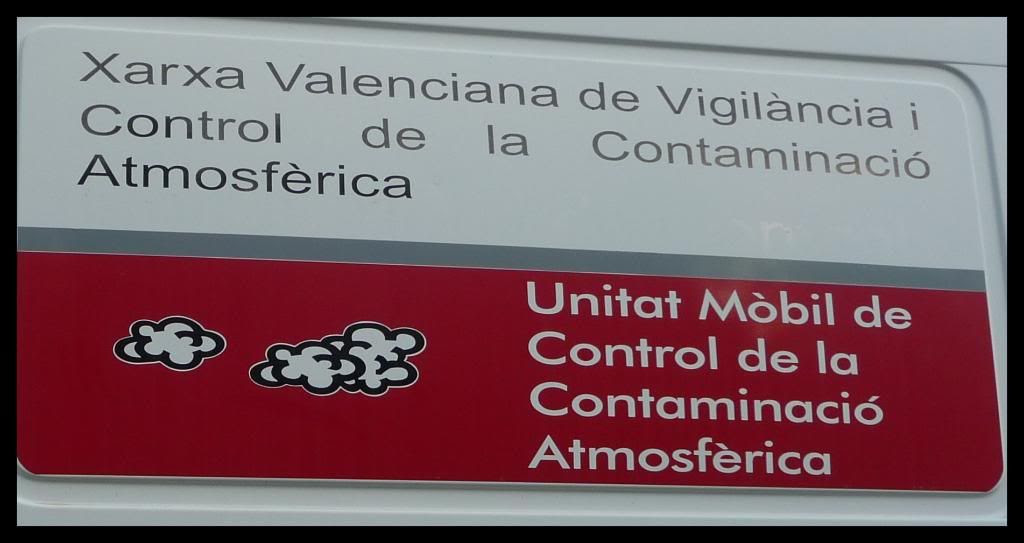 Xarxa Valenciana de Vigilància i
Control de la Contaminació
Atmosfèrica
Unitat Mòbil de
Control de la
Contaminació
Atmosfèrica